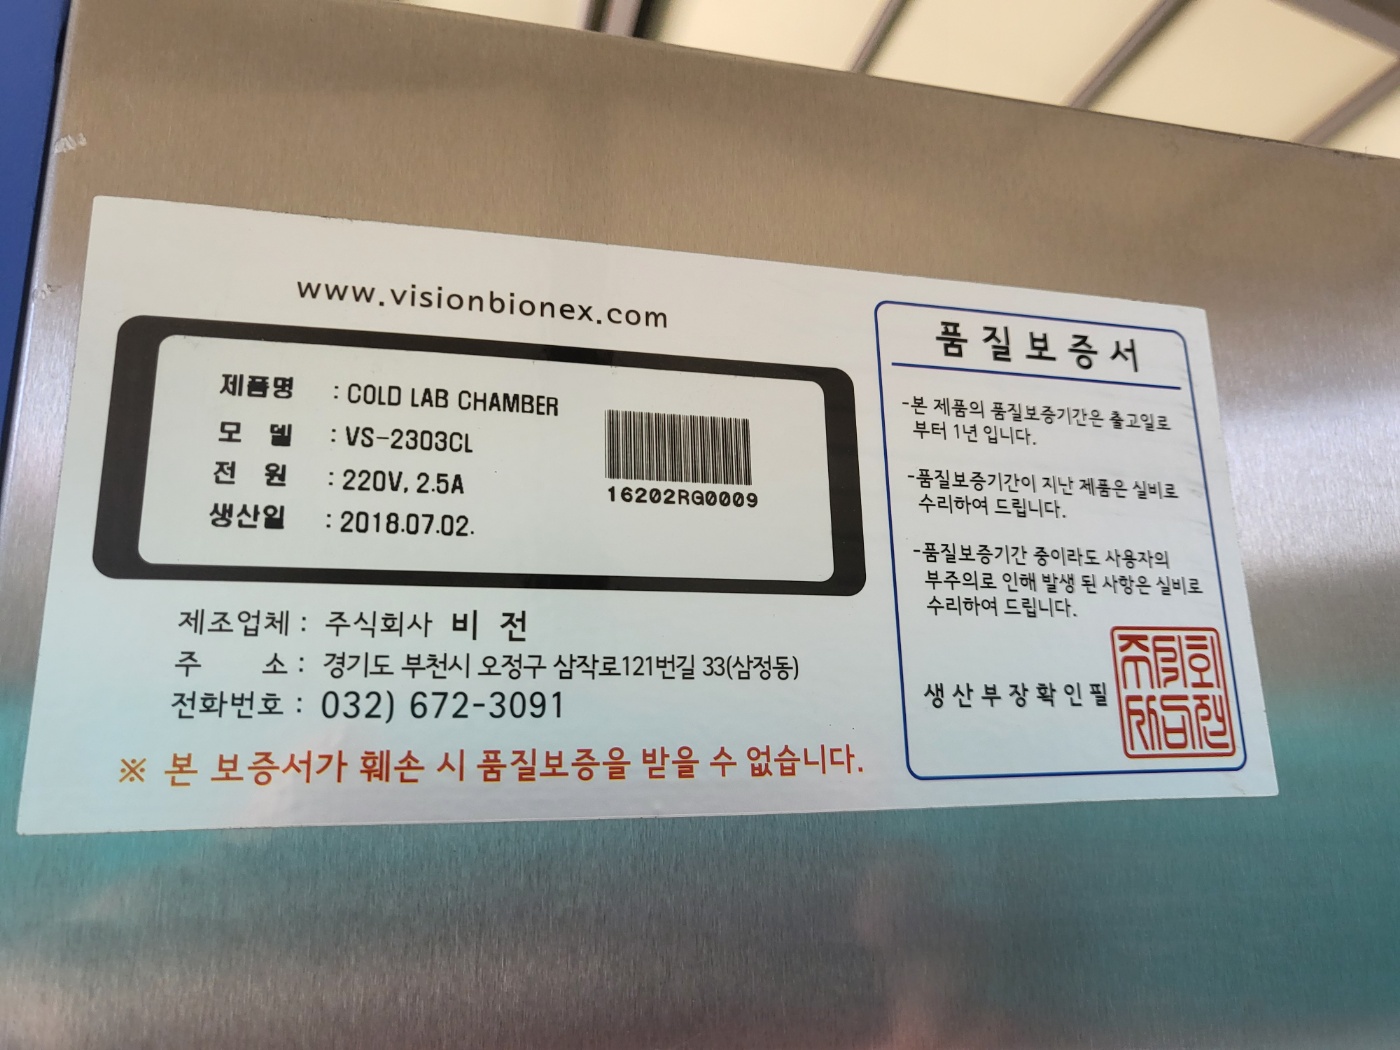 www.visionbionex.com
제품명 : COLD LAB CHAMBER
모 델 : VS-2303CL
전 원 : 220V, 2.5A
생산일 : 2018.07.02.
16202RG0009
제조업체 : 주식회사 비 전
주 소 : 경기도 부천시 오정구 삼작로121번길 33(삼정동)
전화번호 : 032) 672-3091
※ 본 보증서가 훼손 시 품질보증을 받을 수 없습니다.
품질보증서
-본 제품의 품질보증기간은 출고일로
부터 1년 입니다.
-품질보증기간이 지난 제품은 실비로
수리하여 드립니다.
-품질보증기간 중이라도 사용자의
부주의로 인해 발생 된 사항은 실비로
수리하여 드립니다.
생산부장확인필